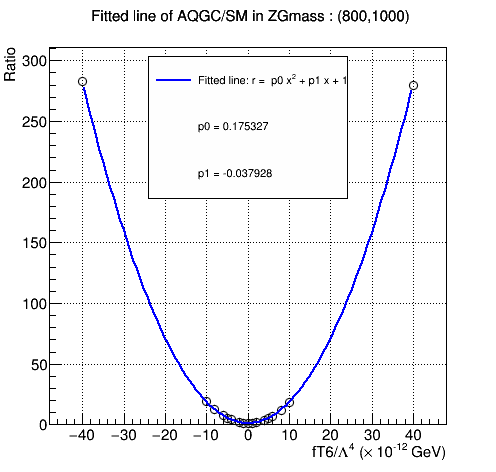 Fitted line of AQGC/SM in ZGmass : (800,1000)
Ratio
300
250
200
150
100
50
0
Fitted line: r = p0 x² + p1 x + 1
p0 = 0.175327
p1 = -0.037928
−40 −30 −20 −10 0 10 20 30 40
fT6/Λ⁴ (× 10⁻¹² GeV)